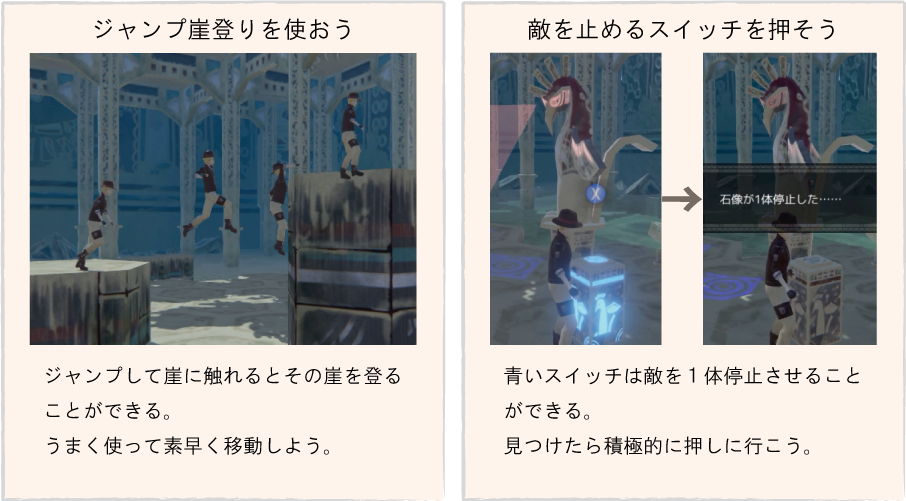 ジャンプ崖登りを使おう
ジャンプして崖に触れるとその崖を登る
ことができる。
うまく使って素早く移動しよう。
敵を止めるスイッチを押そう
X
石像が1体停止した……
青いスイッチは敵を１体停止させること
ができる。
見つけたら積極的に押しに行こう。